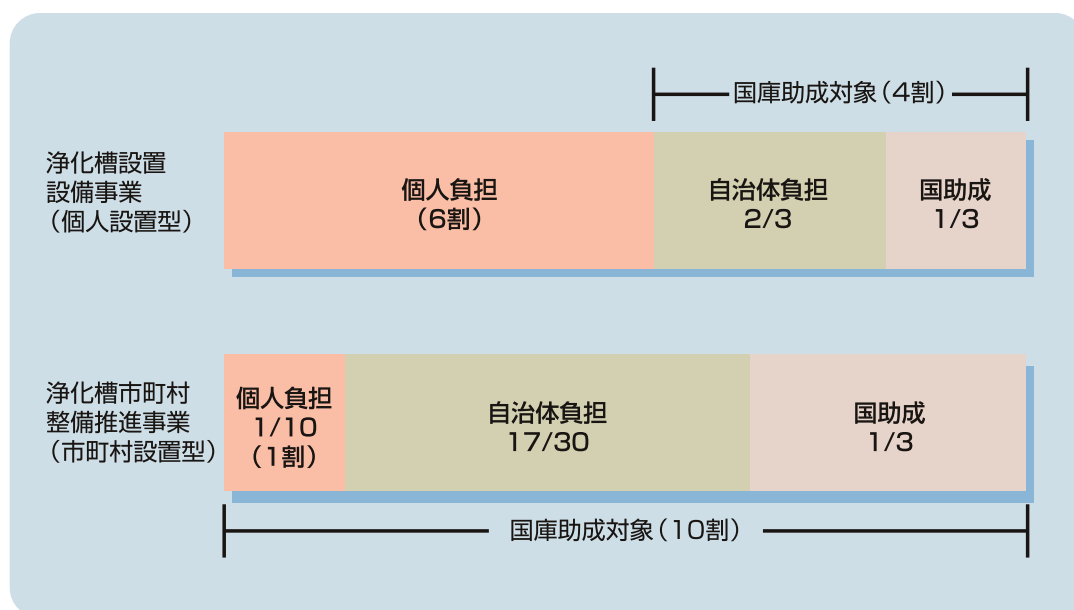 国庫助成対象（4割）
浄化槽設置
設備事業
（個人設置型）
個人負担
（6割）
自治体負担
2/3
国助成
1/3
浄化槽市町村
整備推進事業
（市町村設置型）
個人負担
1/10
（1割）
自治体負担
17/30
国助成
1/3
国庫助成対象（10割）